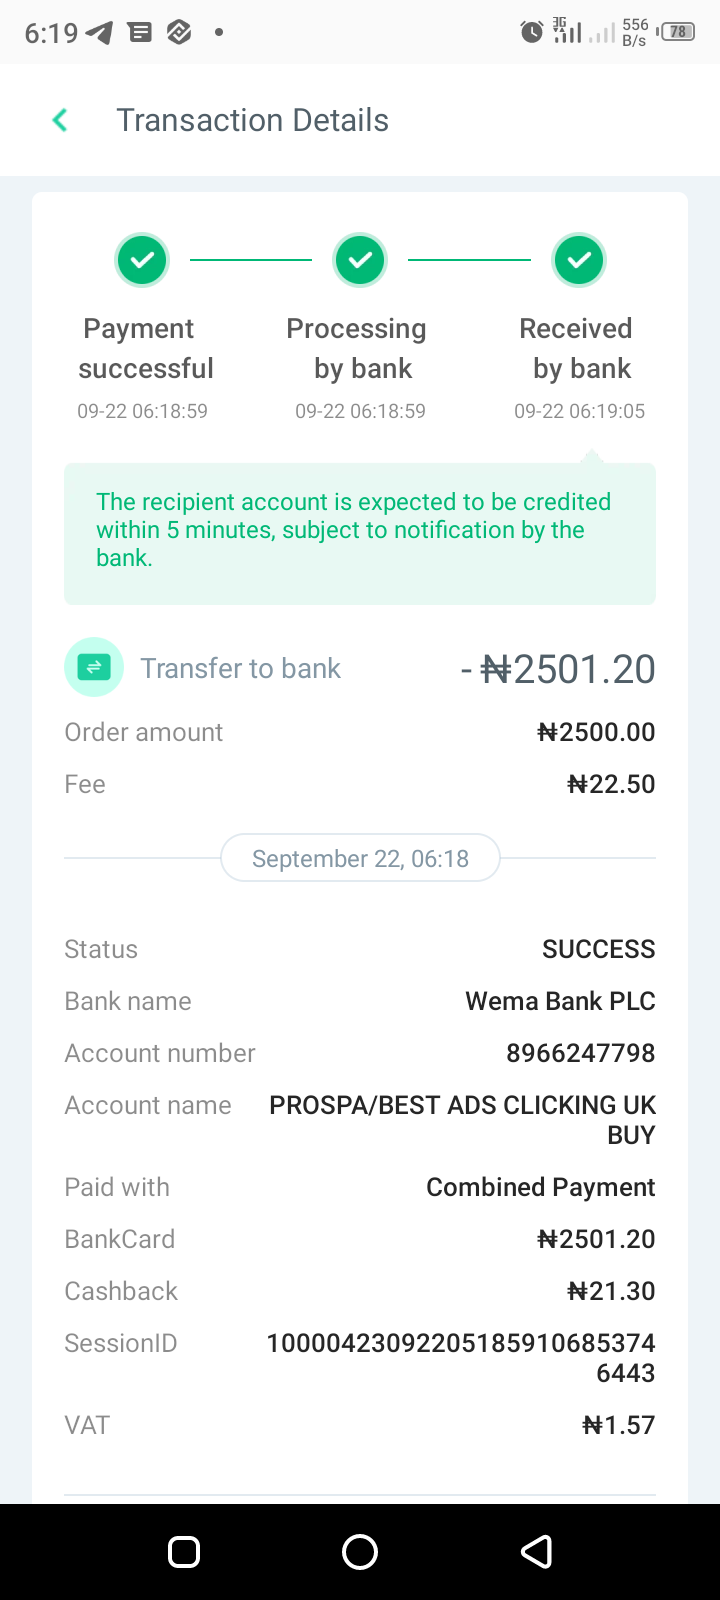 6:19
3G
556
B/s
78
Transaction Details
Payment successful
Processing by bank
Received by bank
09-22 06:18:59
09-22 06:18:59
09-22 06:19:05
The recipient account is expected to be credited
within 5 minutes, subject to notification by the
bank.
Transfer to bank -₦2501.20
Order amount ₦2500.00
Fee ₦22.50
September 22, 06:18
Status SUCCESS
Bank name Wema Bank PLC
Account number 8966247798
Account name PROSPA/BEST ADS CLICKING UK
BUY
Paid with Combined Payment
BankCard ₦2501.20
Cashback ₦21.30
SessionID 10000423092205185910685374
6443
VAT ₦1.57